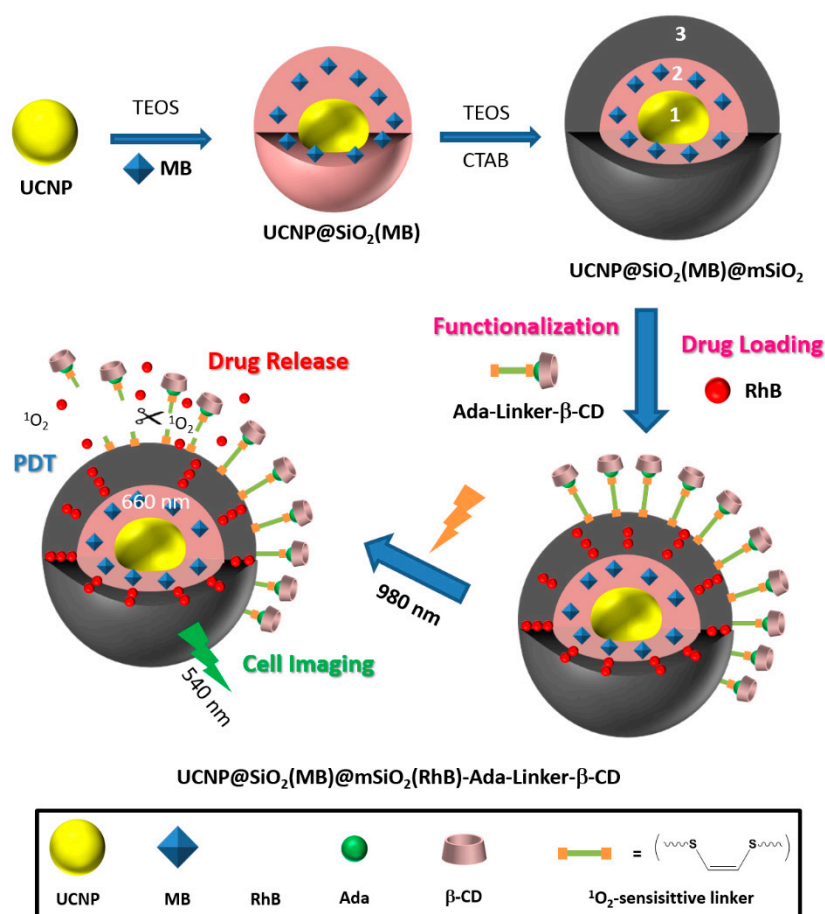 TEOS
MB
UCNP
UCNP@SiO₂(MB)
TEOS
CTAB
1
2
3
UCNP@SiO₂(MB)@mSiO₂
Functionalization
Ada-Linker-β-CD
Drug Loading
RhB
Drug Release
¹O₂
¹O₂
PDT
660 nm
980 nm
Cell Imaging
540 nm
UCNP@SiO₂(MB)@mSiO₂(RhB)-Ada-Linker-β-CD
= ( S S )
UCNP MB RhB Ada β-CD ¹O₂-sensisittive linker